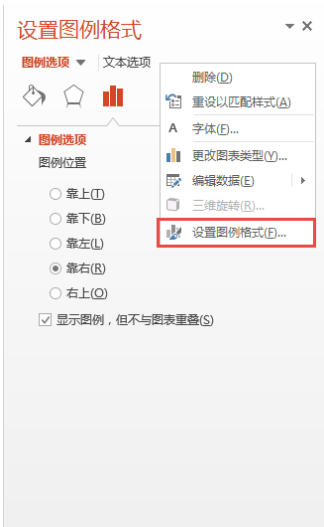 设置图例格式
图例选项 文本选项
图例选项
图例位置
靠上(T)
靠下(B)
靠左(L)
靠右(R)
右上(O)
显示图例，但不与图表重叠(S)
删除(D)
重设以匹配样式(A)
字体(F)...
更改图表类型(Y)...
编辑数据(E)
三维旋转(R)...
设置图例格式(F)...